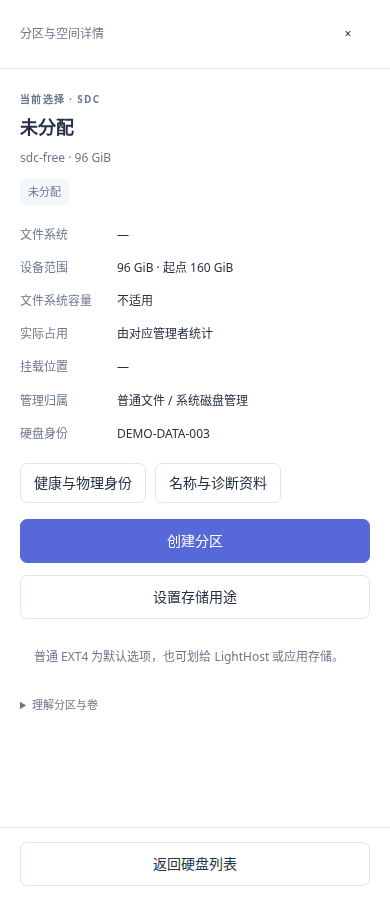 分区与空间详情 ×
当前选择 · SDC
未分配
sdc-free · 96 GiB
未分配
文件系统 —
设备范围 96 GiB · 起点 160 GiB
文件系统容量 不适用
实际占用 由对应管理者统计
挂载位置 —
管理归属 普通文件 / 系统磁盘管理
硬盘身份 DEMO-DATA-003
健康与物理身份 名称与诊断资料
创建分区
设置存储用途
普通 EXT4 为默认选项，也可划给 LightHost 或应用存储。
▶ 理解分区与卷
返回硬盘列表